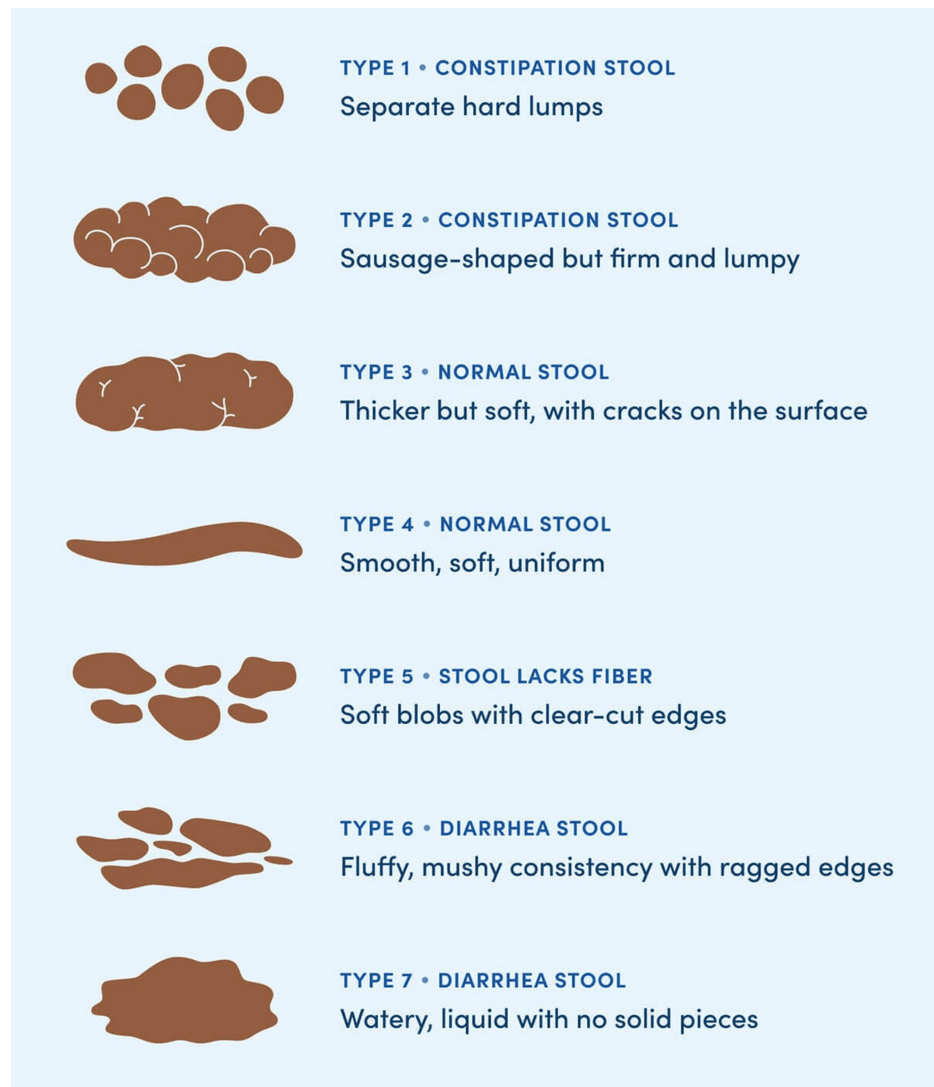 TYPE 1 • CONSTIPATION STOOL
Separate hard lumps
TYPE 2 • CONSTIPATION STOOL
Sausage-shaped but firm and lumpy
TYPE 3 • NORMAL STOOL
Thicker but soft, with cracks on the surface
TYPE 4 • NORMAL STOOL
Smooth, soft, uniform
TYPE 5 • STOOL LACKS FIBER
Soft blobs with clear-cut edges
TYPE 6 • DIARRHEA STOOL
Fluffy, mushy consistency with ragged edges
TYPE 7 • DIARRHEA STOOL
Watery, liquid with no solid pieces